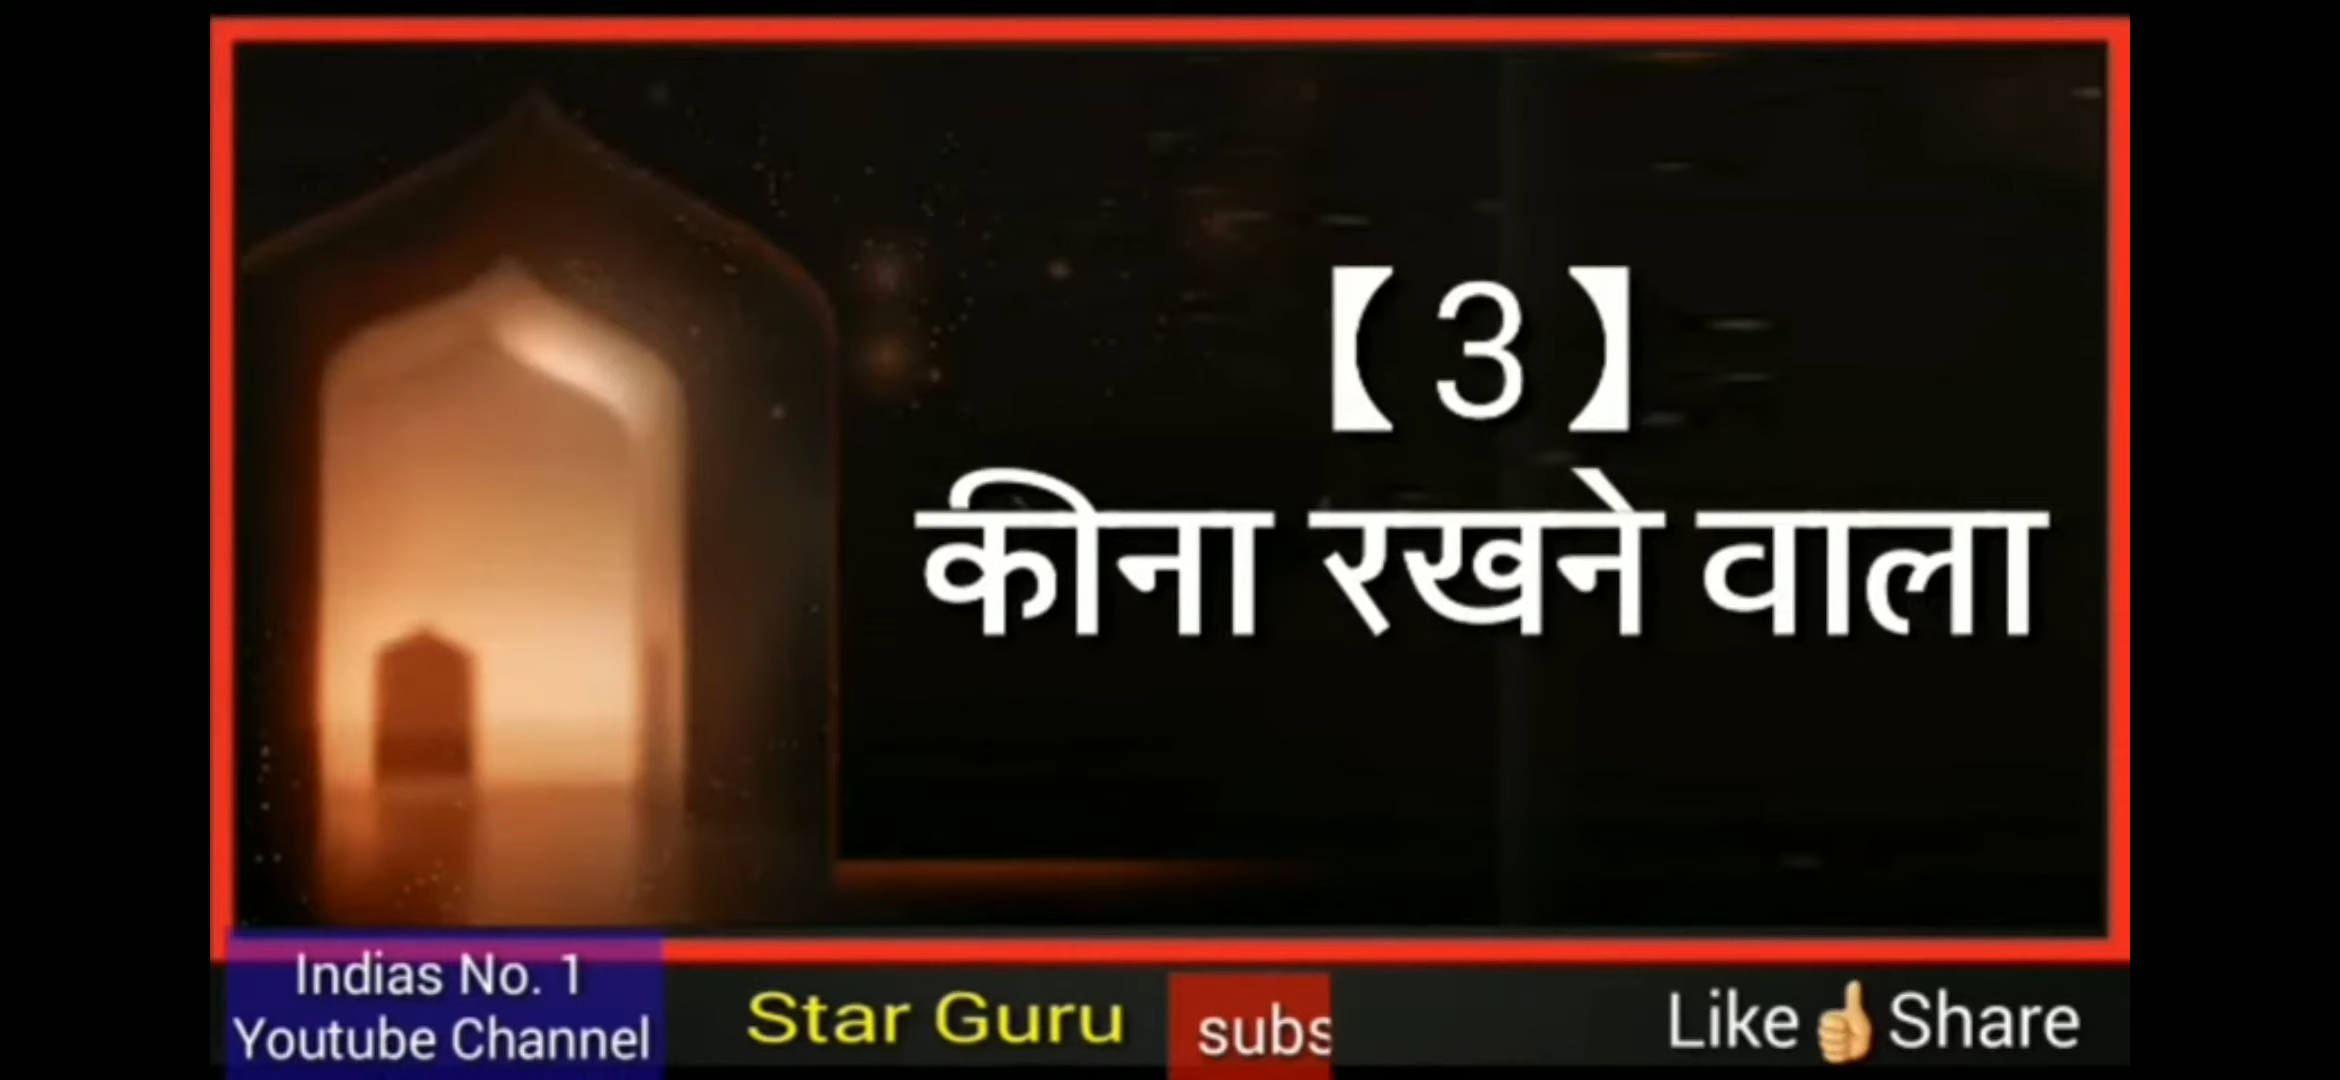 【3】
कीना रखने वाला
Indias No. 1
Youtube Channel
Star Guru
subs
Like👍Share